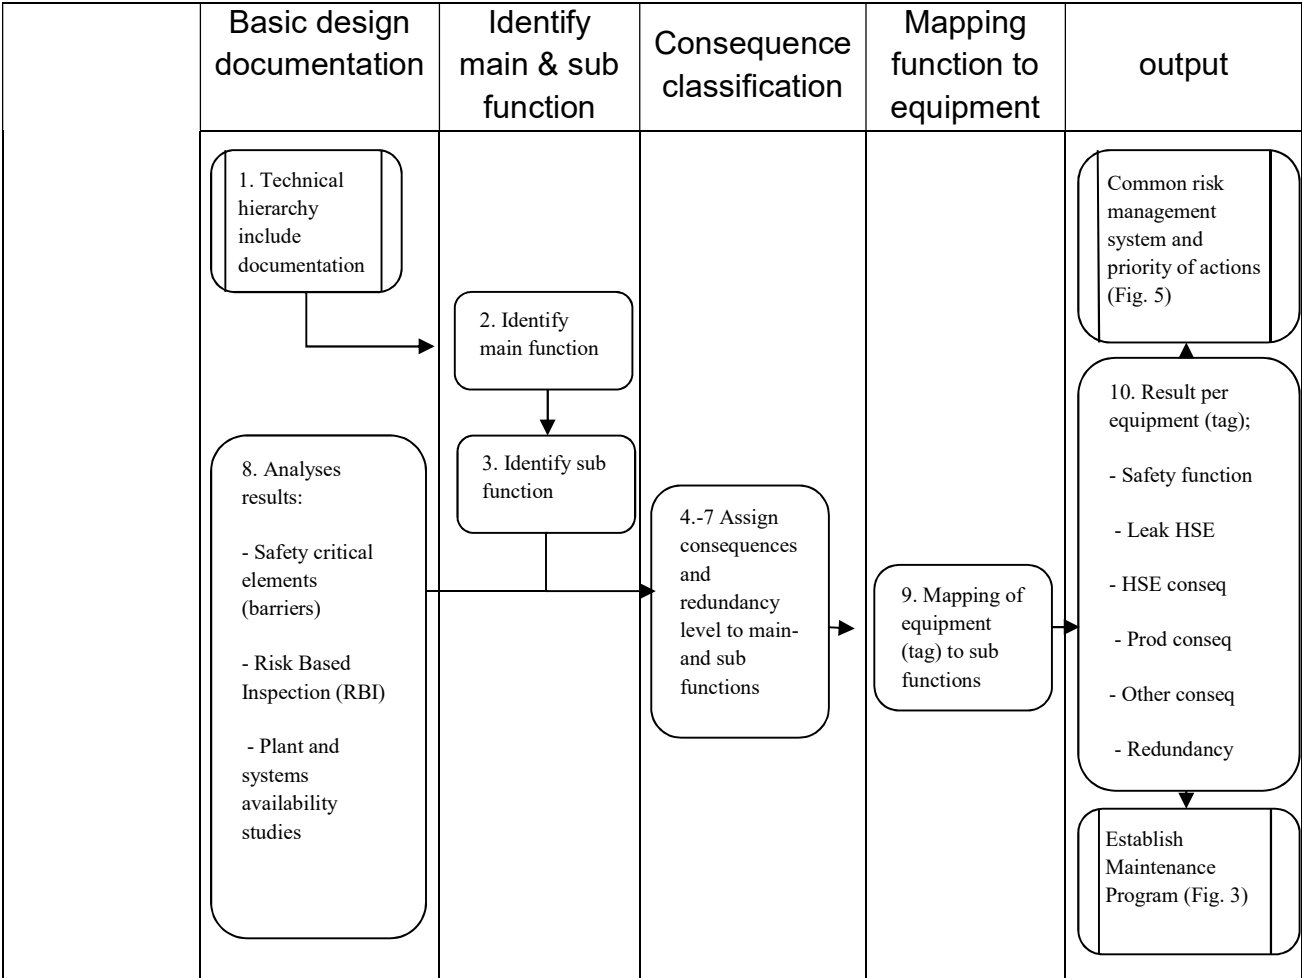 Basic design
documentation
Identify
main & sub
function
Consequence
classification
Mapping
function to
equipment
output
1. Technical
hierarchy
include
documentation
8. Analyses
results:
- Safety critical
elements
(barriers)
- Risk Based
Inspection (RBI)
- Plant and
systems
availability
studies
2. Identify
main function
3. Identify sub
function
4.-7 Assign
consequences
and
redundancy
level to main-
and sub
functions
9. Mapping of
equipment
(tag) to sub
functions
Common risk
management
system and
priority of actions
(Fig. 5)
10. Result per
equipment (tag);
- Safety function
- Leak HSE
- HSE conseq
- Prod conseq
- Other conseq
- Redundancy
Establish
Maintenance
Program (Fig. 3)